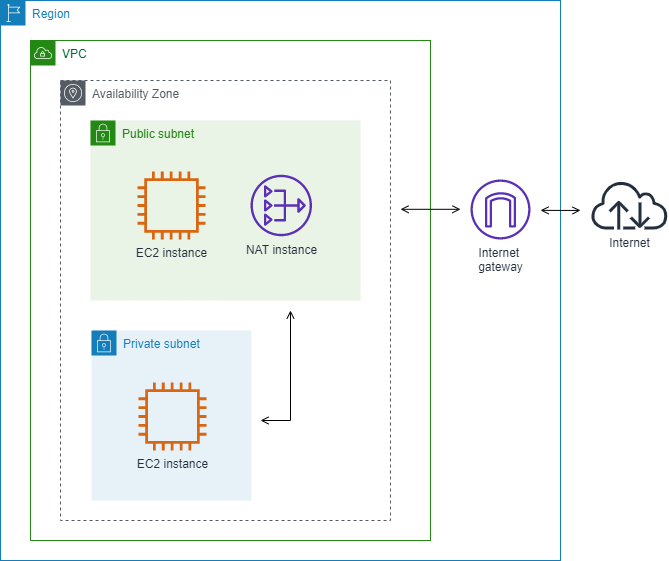 Region
VPC
Availability Zone
Public subnet
EC2 instance
NAT instance
Internet
gateway
Internet
Private subnet
EC2 instance